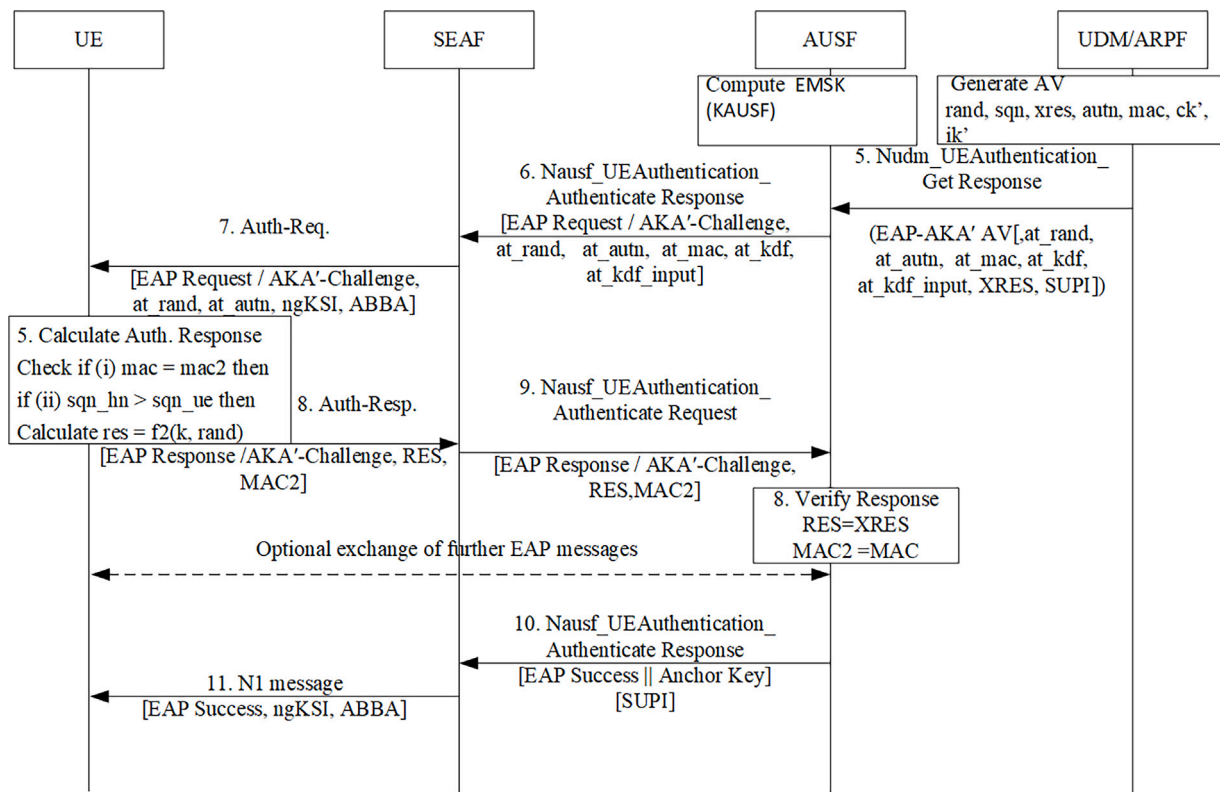 UE
SEAF
AUSF
UDM/ARPF
Compute EMSK
(KAUSF)
Generate AV
rand, sqn, xres, autn, mac, ck’,
ik’
5. Nudm_UEAuthentication_
Get Response
(EAP-AKA′ AV[,at_rand,
at_autn, at_mac, at_kdf,
at_kdf_input, XRES, SUPI])
6. Nausf_UEAuthentication_
Authenticate Response
[EAP Request / AKA′-Challenge,
at_rand, at_autn, at_mac, at_kdf,
at_kdf_input]
7. Auth-Req.
[EAP Request / AKA′-Challenge,
at_rand, at_autn, ngKSI, ABBA]
5. Calculate Auth. Response
Check if (i) mac = mac2 then
if (ii) sqn_hn > sqn_ue then
Calculate res = f2(k, rand)
8. Auth-Resp.
[EAP Response /AKA′-Challenge, RES,
MAC2]
9. Nausf_UEAuthentication_
Authenticate Request
[EAP Response / AKA′-Challenge,
RES,MAC2]
8. Verify Response
RES=XRES
MAC2 =MAC
Optional exchange of further EAP messages
10. Nausf_UEAuthentication_
Authenticate Response
[EAP Success || Anchor Key]
[SUPI]
11. N1 message
[EAP Success, ngKSI, ABBA]